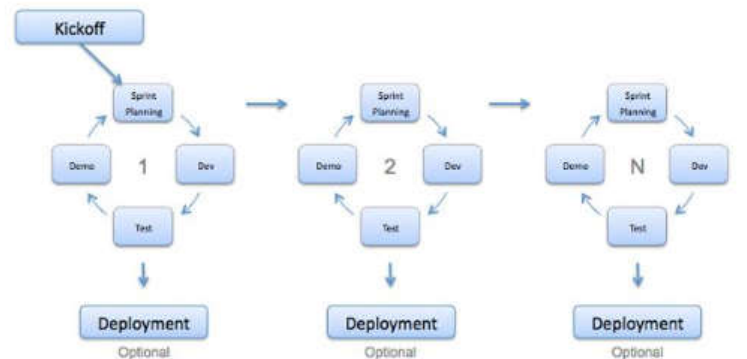 Kickoff
Sprint
Planning
Demo
1
Dev
Test
Deployment
Optional
Sprint
Planning
Demo
2
Dev
Test
Deployment
Optional
Sprint
Planning
Demo
N
Dev
Test
Deployment
Optional